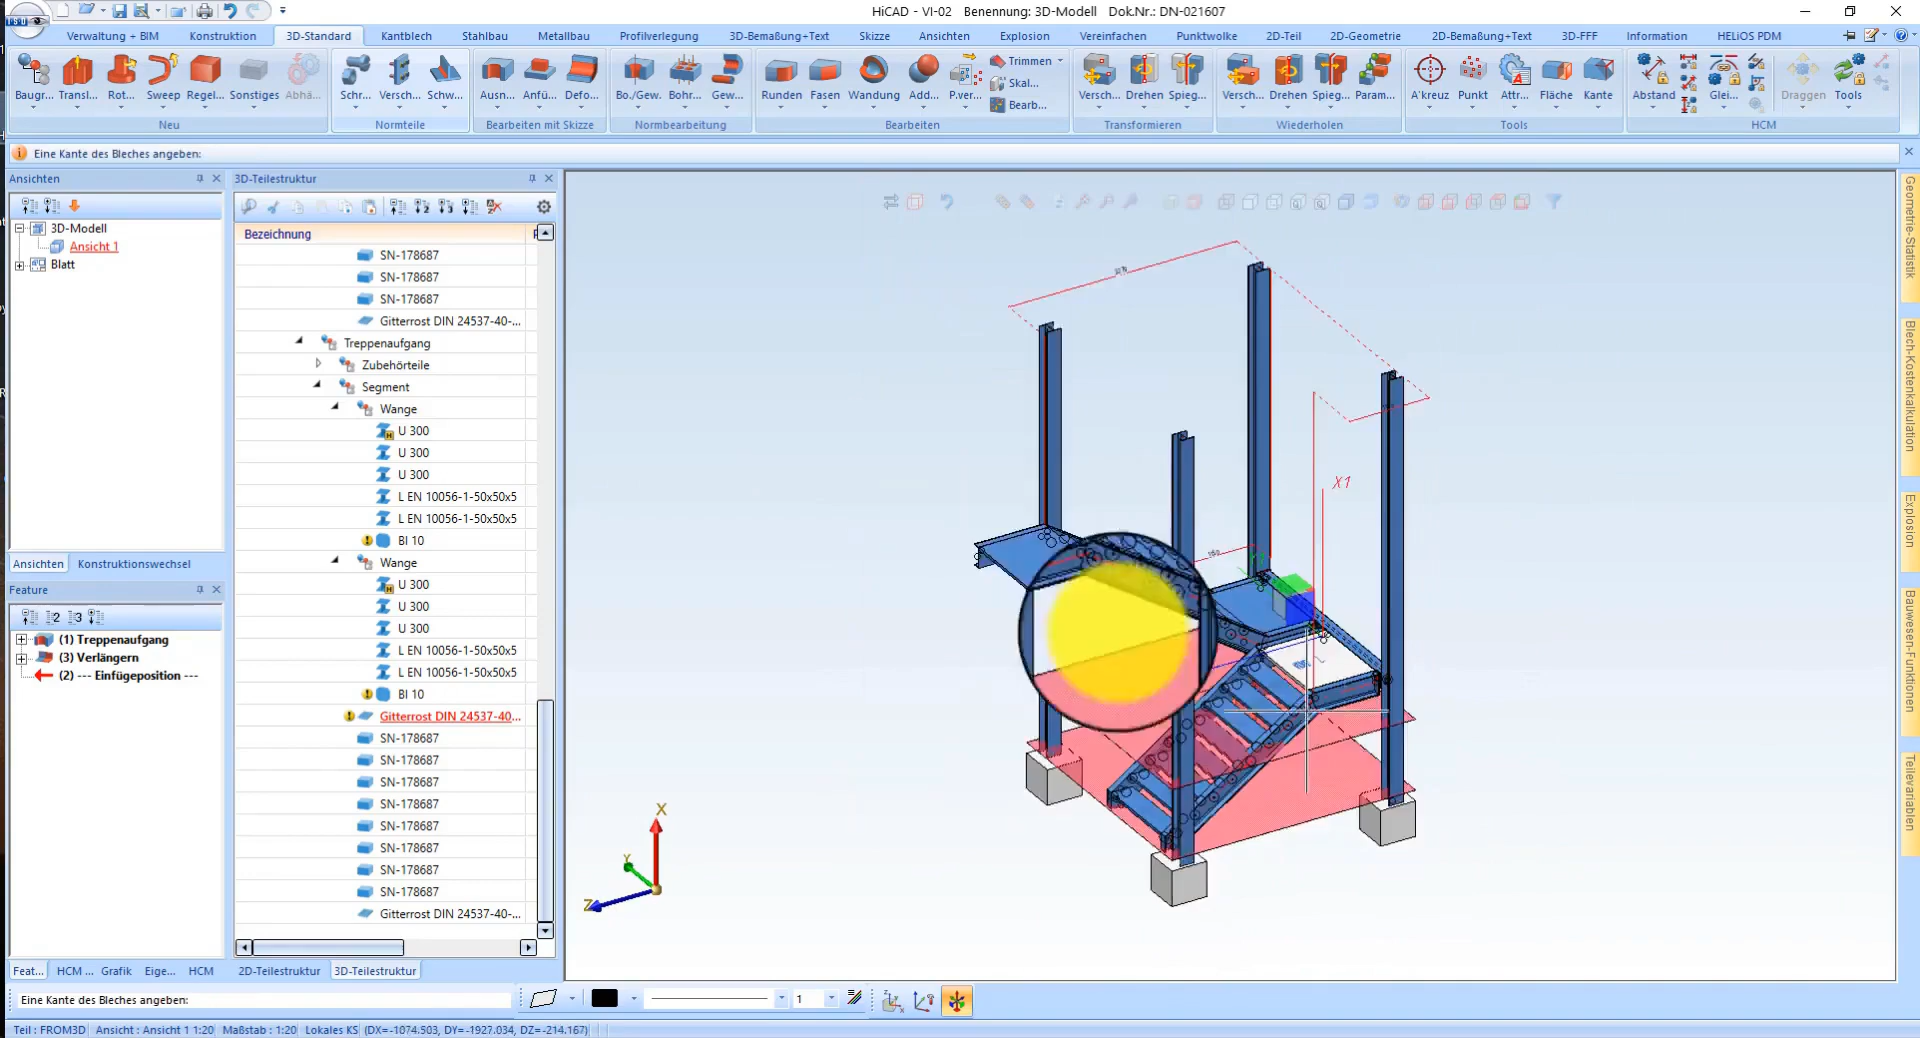 HiCAD - VI-02   Benennung: 3D-Modell   Dok.Nr.: DN-021607
Verwaltung + BIM Konstruktion 3D-Standard Kantblech Stahlbau Metallbau Profilverlegung 3D-Bemaßung+Text Skizze Ansichten Explosion Vereinfachen Punktwolke 2D-Teil 2D-Geometrie 2D-Bemaßung+Text 3D-FFF Information HELiOS PDM
Trimmen
Skal...
Baugr... Transl... Rot... Sweep Regel... Sonstiges Abhä... Schr... Versch... Schw... Ausn... Anfü... Defo... Bo./Gew. Bohr... Gew... Runden Fasen Wandung Add... P.ver... Bearb... Versch... Drehen Spieg... Versch... Drehen Spieg... Param... A'kreuz Punkt Attr... Fläche Kante Abstand Glei... Draggen Tools
Neu Normteile Bearbeiten mit Skizze Normbearbeitung Bearbeiten Transformieren Wiederholen Tools HCM
Eine Kante des Bleches angeben:
Ansichten
3D-Modell
Ansicht 1
Blatt
Ansichten Konstruktionswechsel
Feature
(1) Treppenaufgang
(3) Verlängern
(2) --- Einfügeposition ---
Feat... HCM ... Grafik Eige... HCM
3D-Teilestruktur
Bezeichnung
SN-178687
SN-178687
SN-178687
Gitterrost DIN 24537-40-...
Treppenaufgang
Zubehörteile
Segment
Wange
U 300
U 300
U 300
L EN 10056-1-50x50x5
L EN 10056-1-50x50x5
BI 10
Wange
U 300
U 300
U 300
L EN 10056-1-50x50x5
L EN 10056-1-50x50x5
BI 10
Gitterrost DIN 24537-40...
SN-178687
SN-178687
SN-178687
SN-178687
SN-178687
SN-178687
SN-178687
SN-178687
Gitterrost DIN 24537-40-...
2D-Teilestruktur 3D-Teilestruktur
X1
X
Y
Z
Geometrie-Statistik
Blech-Kostenkalkulation
Explosion
Bauwesen-Funktionen
Teilevariablen
Eine Kante des Bleches angeben:
1
Teil : FROM3D Ansicht : Ansicht 1 1:20 Maßstab : 1:20 Lokales KS (DX=-1074.503, DY=-1927.034, DZ=-214.167)